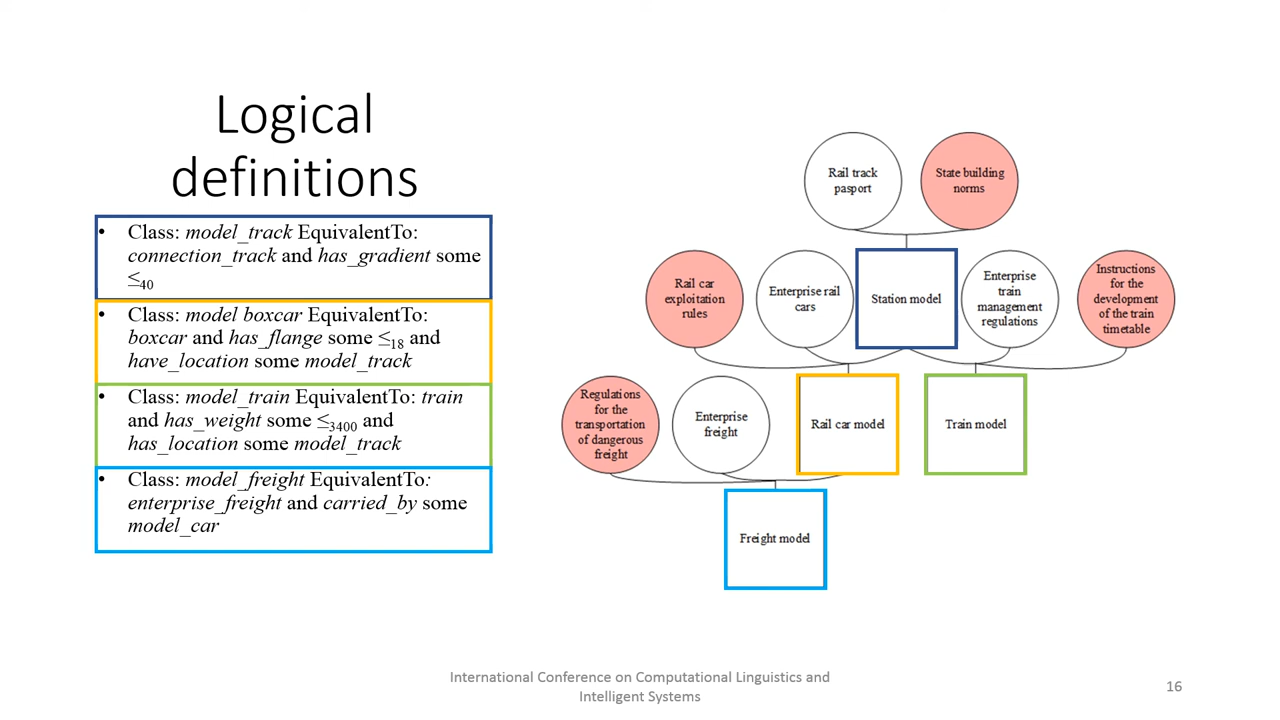 Logical
definitions
• Class: model_track EquivalentTo:
connection_track and has_gradient some
≤40
• Class: model boxcar EquivalentTo:
boxcar and has_flange some ≤18 and
have_location some model_track
• Class: model_train EquivalentTo: train
and has_weight some ≤3400 and
has_location some model_track
• Class: model_freight EquivalentTo:
enterprise_freight and carried_by some
model_car
Rail track
pasport
State building
norms
Rail car
exploitation
rules
Enterprise rail
cars
Station model
Enterprise
train
management
regulations
Instructions
for the
development
of the train
timetable
Regulations
for the
transportation
of dangerous
freight
Enterprise
freight
Rail car model
Train model
Freight model
International Conference on Computational Linguistics and
Intelligent Systems
16